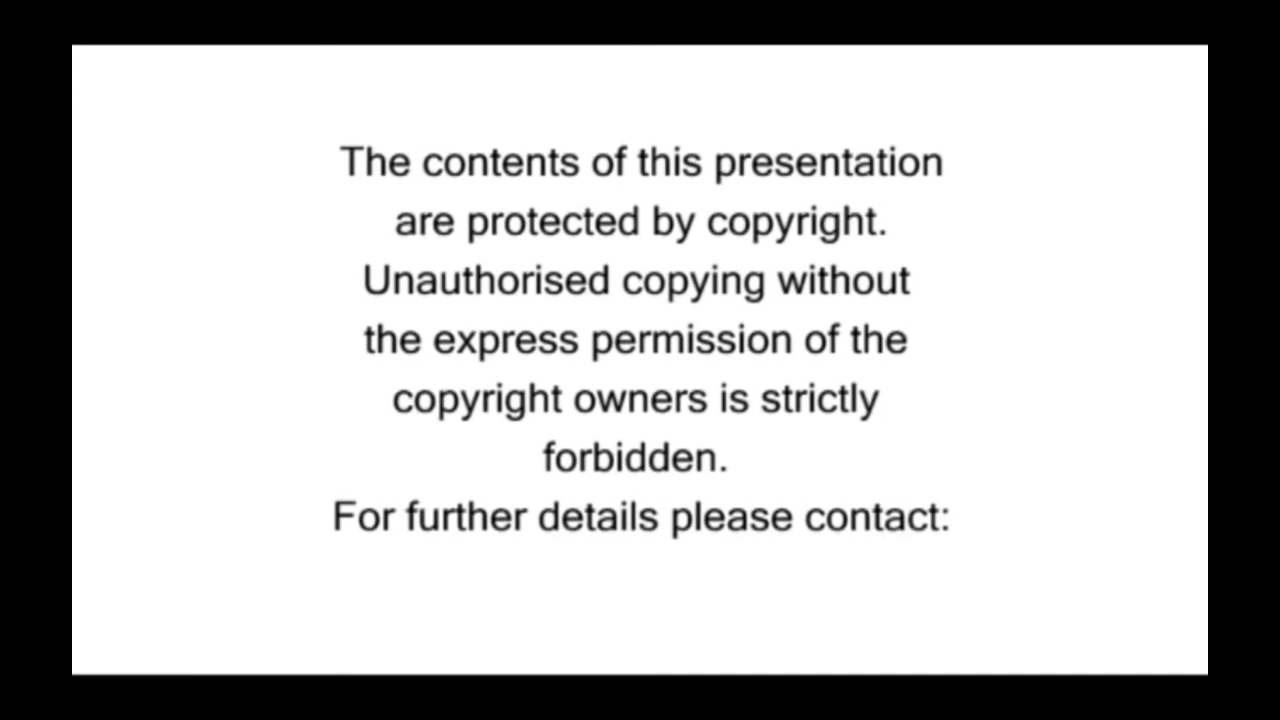 The contents of this presentation
are protected by copyright.
Unauthorised copying without
the express permission of the
copyright owners is strictly
forbidden.
For further details please contact: